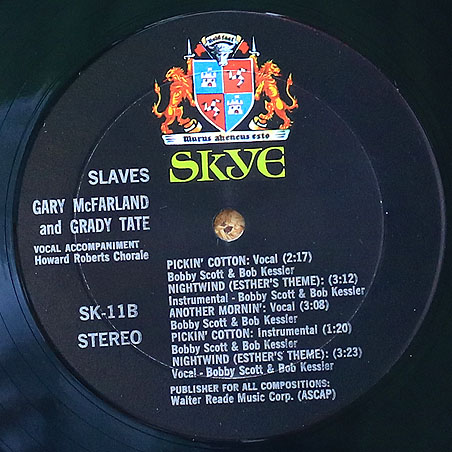 Hold fast
Murus aheneus esto
SKYE
SLAVES
GARY McFARLAND
and GRADY TATE
VOCAL ACCOMPANIMENT
Howard Roberts Chorale
SK-11B
STEREO
PICKIN' COTTON: Vocal (2:17)
Bobby Scott & Bob Kessler
NIGHTWIND (ESTHER'S THEME): (3:12)
Instrumental - Bobby Scott & Bob Kessler
ANOTHER MORNIN': Vocal (3:08)
Bobby Scott & Bob Kessler
PICKIN' COTTON: Instrumental (1:20)
Bobby Scott & Bob Kessler
NIGHTWIND (ESTHER'S THEME): (3:23)
Vocal - Bobby Scott & Bob Kessler
PUBLISHER FOR ALL COMPOSITIONS:
Walter Reade Music Corp. (ASCAP)